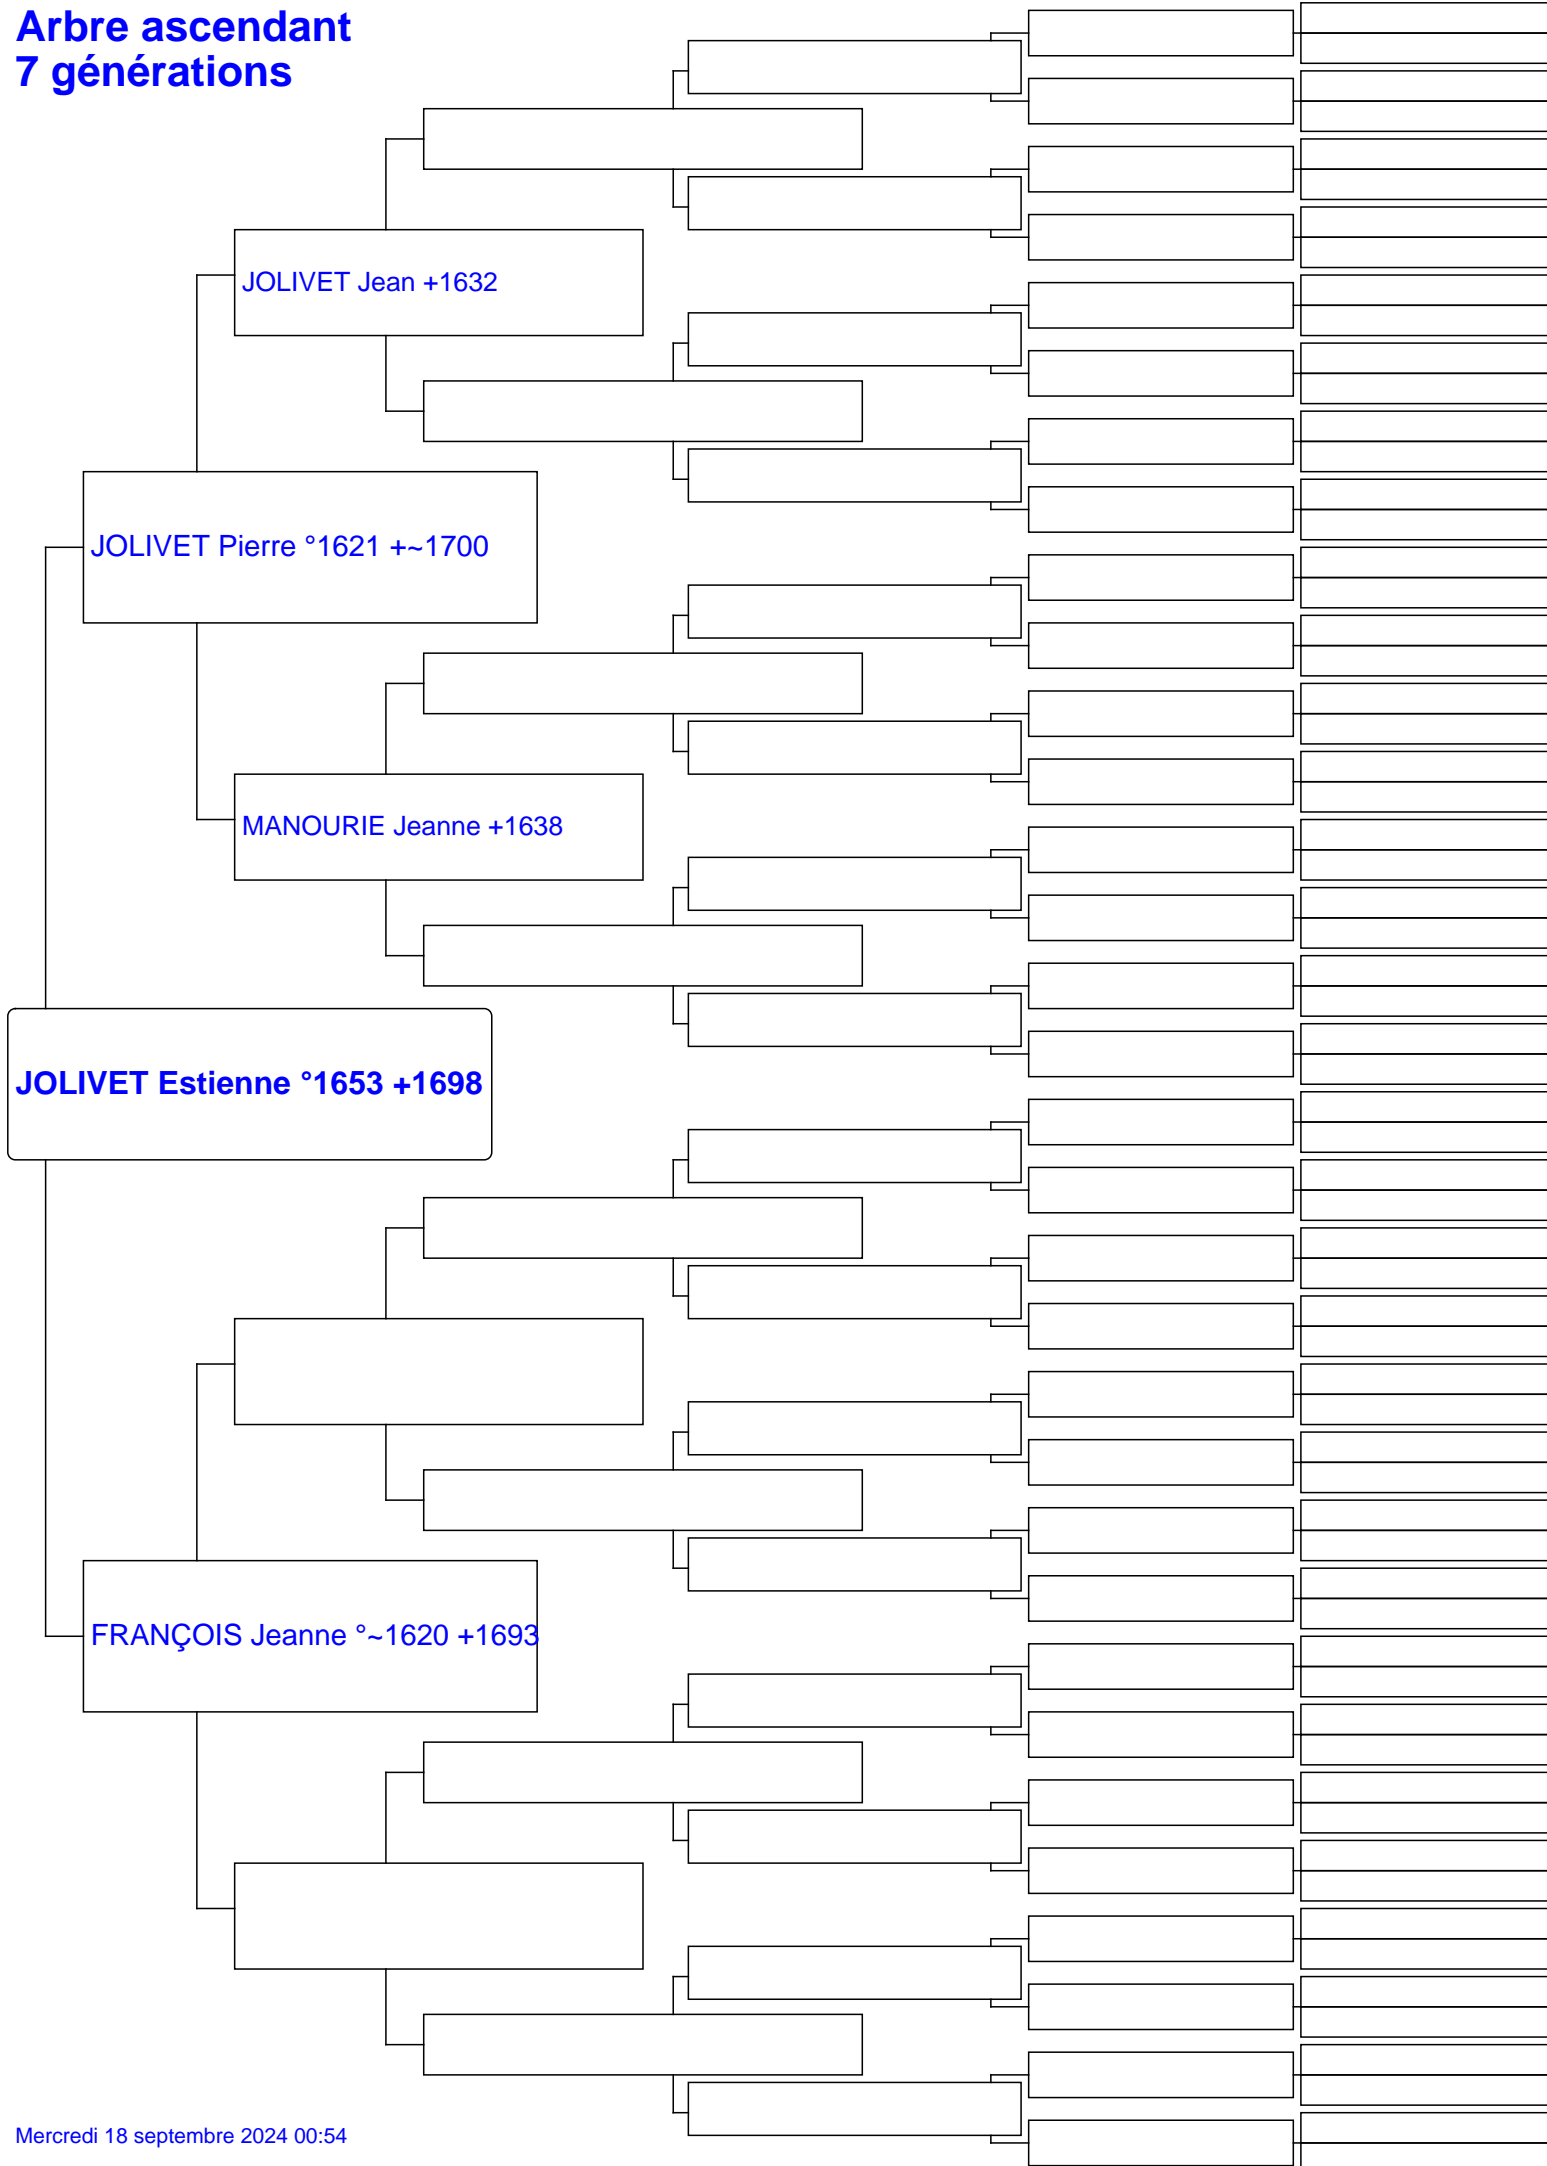 Arbre ascendant
7 générations
JOLIVET Jean +1632
JOLIVET Pierre °1621 +~1700
MANOURIE Jeanne +1638
JOLIVET Estienne °1653 +1698
FRANÇOIS Jeanne °~1620 +1693
Mercredi 18 septembre 2024 00:54